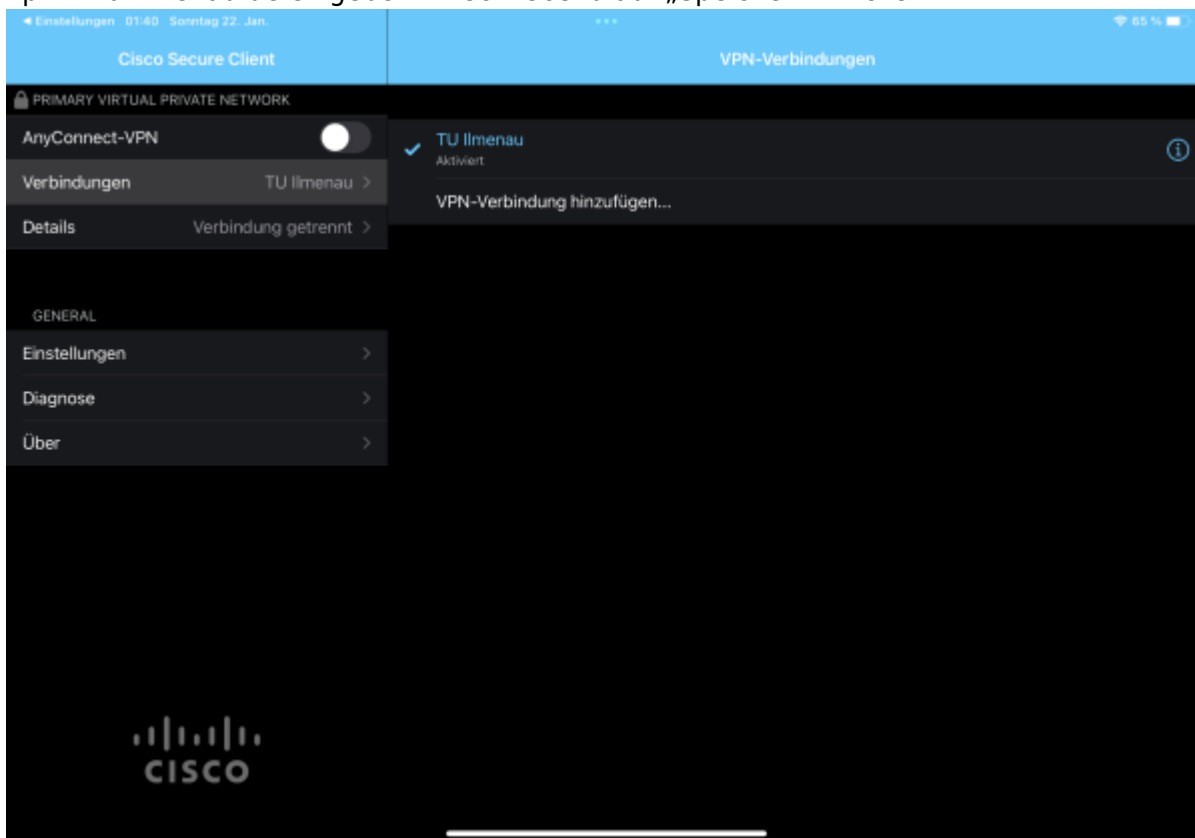 ◄ Einstellungen 01:40 Sonntag 22. Jan.
65 %
Cisco Secure Client
VPN-Verbindungen
PRIMARY VIRTUAL PRIVATE NETWORK
AnyConnect-VPN
TU Ilmenau
Aktiviert
Verbindungen TU Ilmenau >
VPN-Verbindung hinzufügen...
Details Verbindung getrennt >
GENERAL
Einstellungen >
Diagnose >
Über >
CISCO